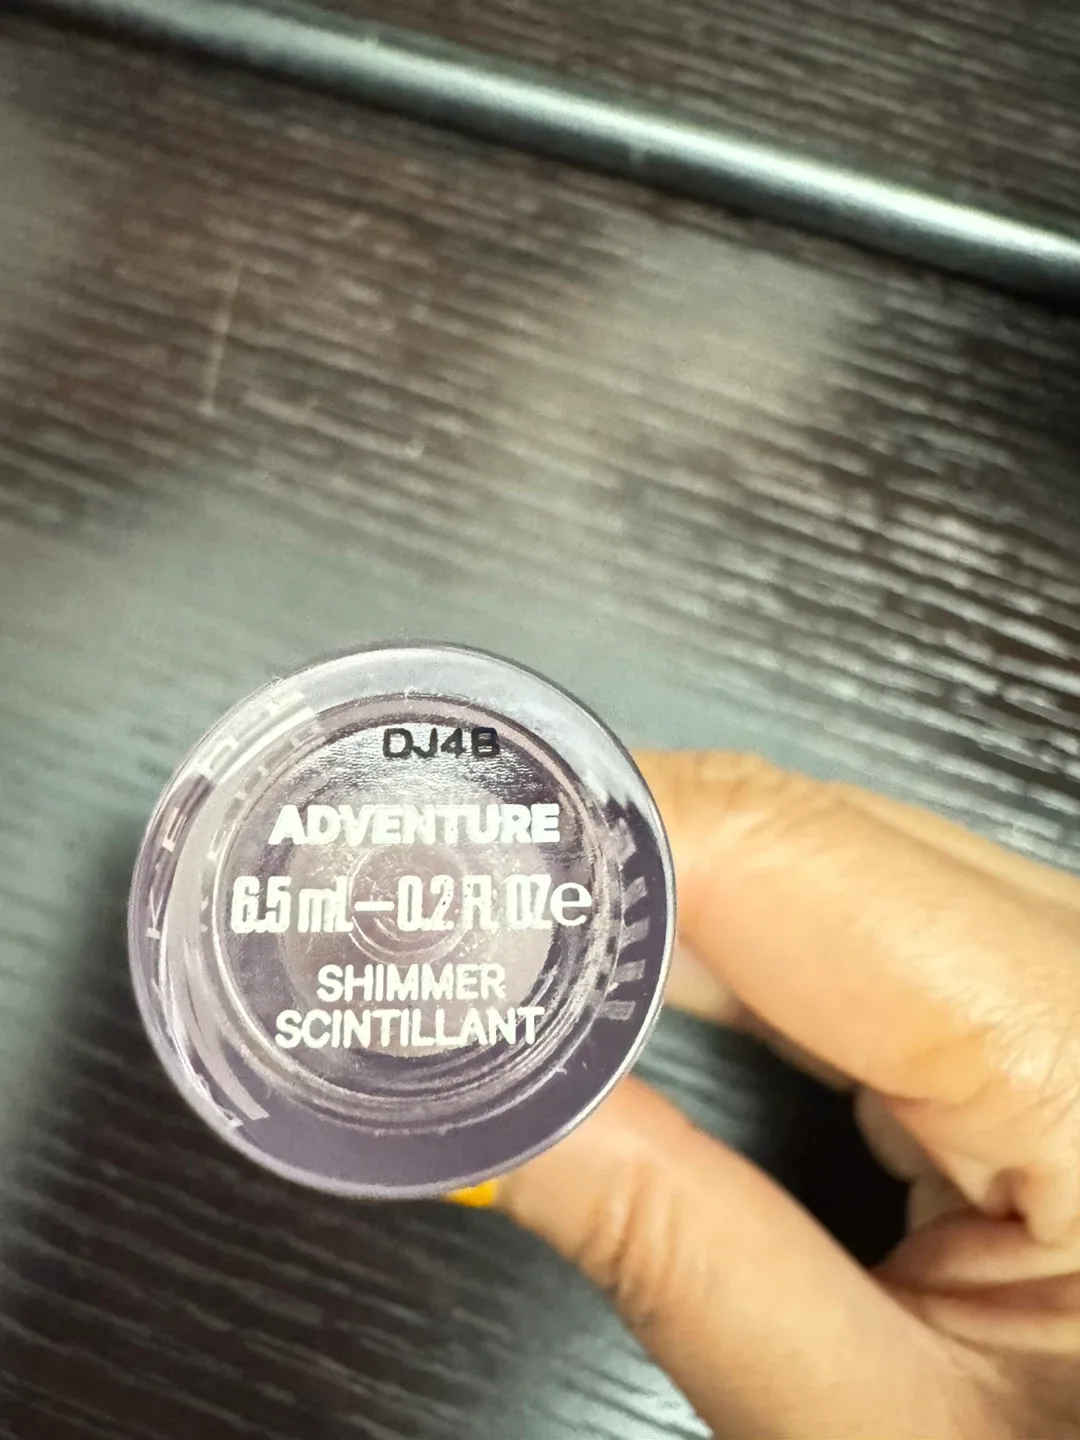 DJ4B
ADVENTURE
6.5 mL – 0.2 FL OZ e
SHIMMER
SCINTILLANT